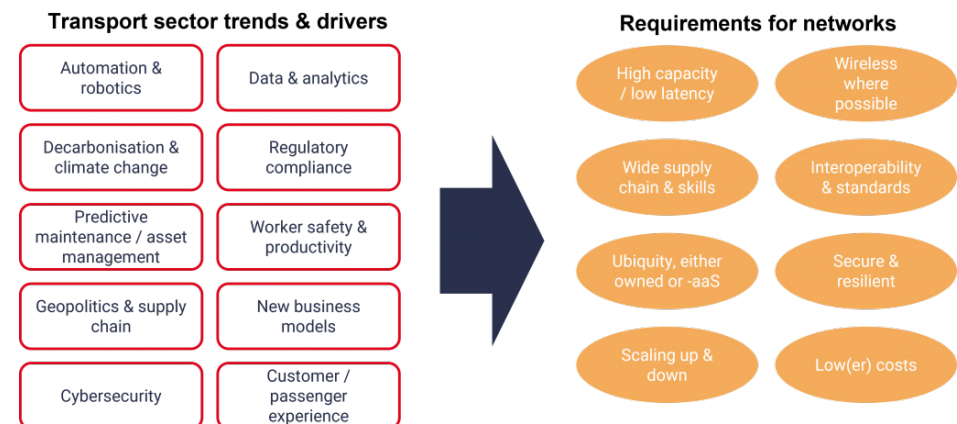 Transport sector trends & drivers
Automation &
robotics
Data & analytics
Decarbonisation &
climate change
Regulatory
compliance
Predictive
maintenance / asset
management
Worker safety &
productivity
Geopolitics & supply
chain
New business
models
Cybersecurity
Customer /
passenger
experience
Requirements for networks
High capacity
/ low latency
Wireless
where
possible
Wide supply
chain & skills
Interoperability
& standards
Ubiquity, either
owned or -aaS
Secure &
resilient
Scaling up &
down
Low(er) costs